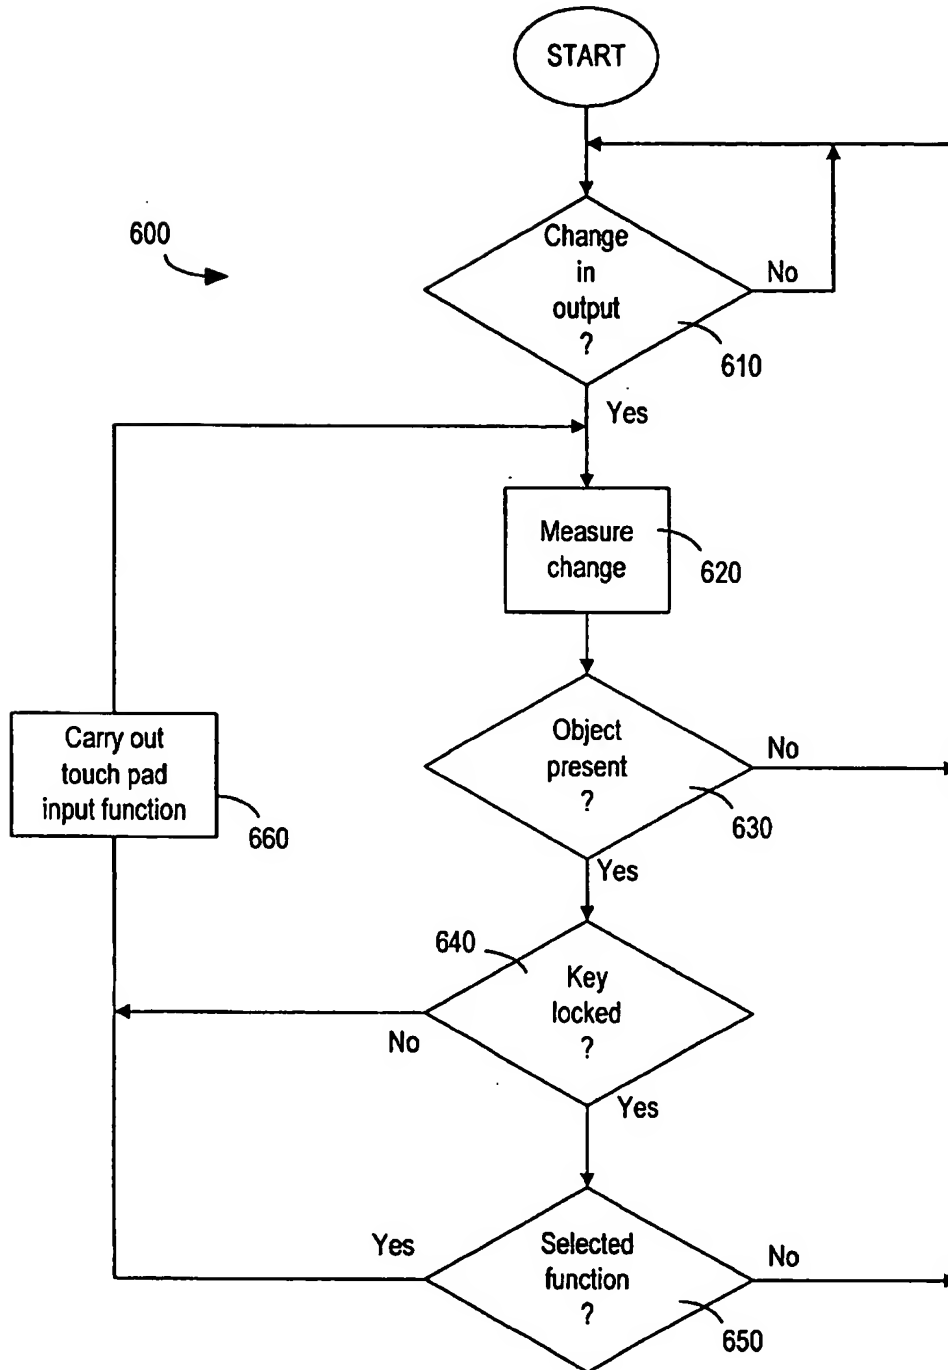 START
600
Change
in
output
?
No
610
Yes
Measure
change
620
Carry out
touch pad
input function
660
Object
present
?
No
630
Yes
640
Key
locked
?
No
Yes
Yes
Selected
function
?
No
650